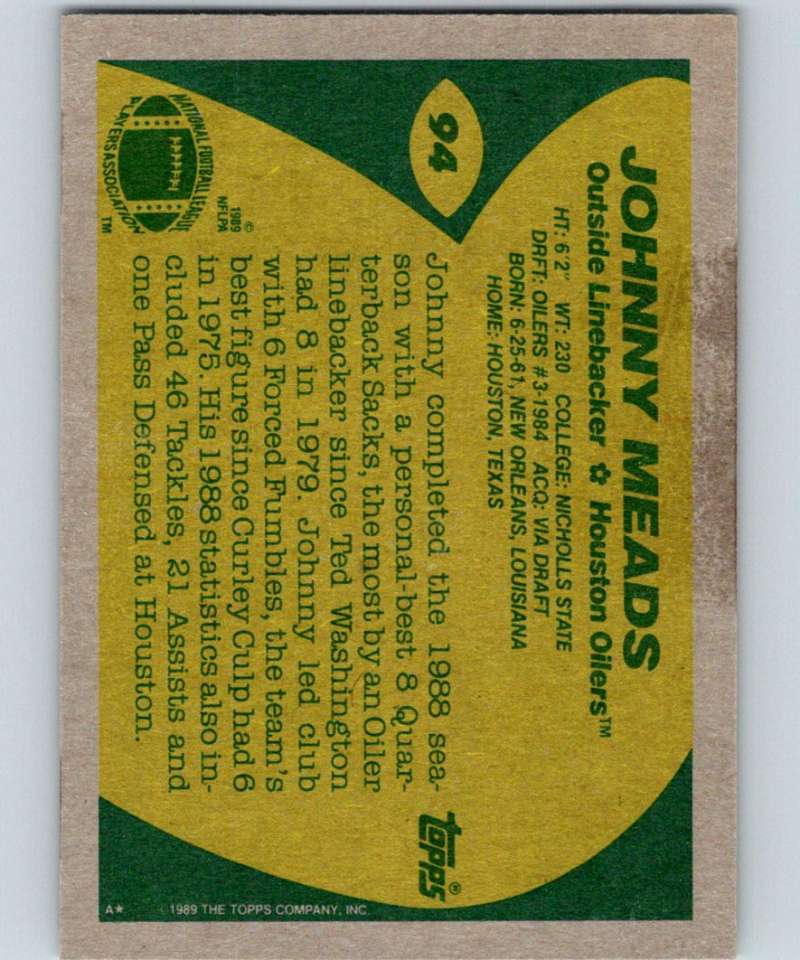 94
JOHNNY MEADS
Outside Linebacker ✿ Houston Oilers™
HT: 6'2" WT: 230 COLLEGE: NICHOLLS STATE
DRFT: OILERS #3-1984 ACQ: VIA DRAFT
BORN: 6-25-61, NEW ORLEANS, LOUISIANA
HOME: HOUSTON, TEXAS
Johnny completed the 1988 sea-
son with a personal-best 8 Quar-
terback Sacks, the most by an Oiler
linebacker since Ted Washington
had 8 in 1979. Johnny led club
with 6 Forced Fumbles, the team's
best figure since Curley Culp had 6
in 1975. His 1988 statistics also in-
cluded 46 Tackles, 21 Assists and
one Pass Defensed at Houston.
NATIONAL FOOTBALL LEAGUE
PLAYERS ASSOCIATION
™
©
1989
NFLPA
topps®
A★ ©1989 THE TOPPS COMPANY, INC.